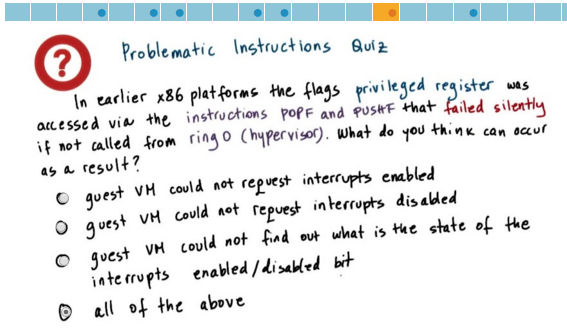 ?
Problematic Instructions Quiz
In earlier x86 platforms the flags privileged register was
accessed via the instructions POPF and PUSHF that failed silently
if not called from ring 0 (hypervisor). What do you think can occur
as a result?
guest VM could not request interrupts enabled
guest VM could not request interrupts disabled
guest VM could not find out what is the state of the
interrupts enabled/disabled bit
all of the above